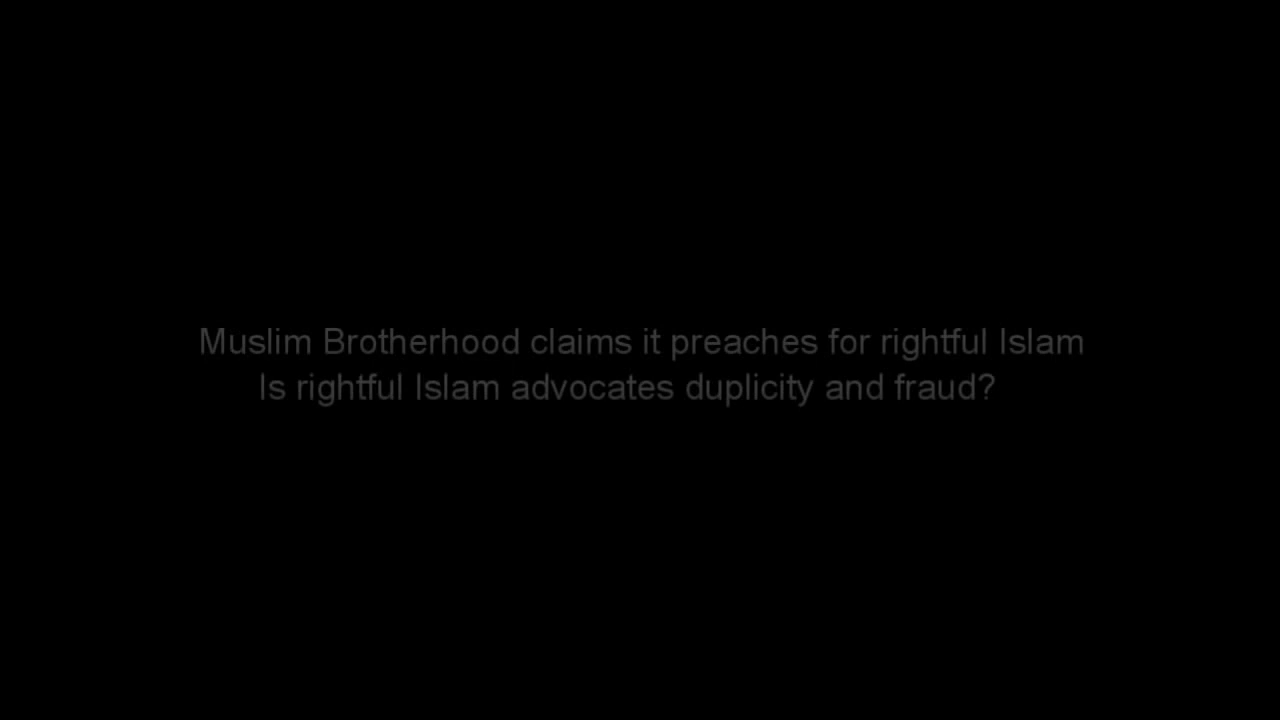 Muslim Brotherhood claims it preaches for rightful Islam
Is rightful Islam advocates duplicity and fraud?